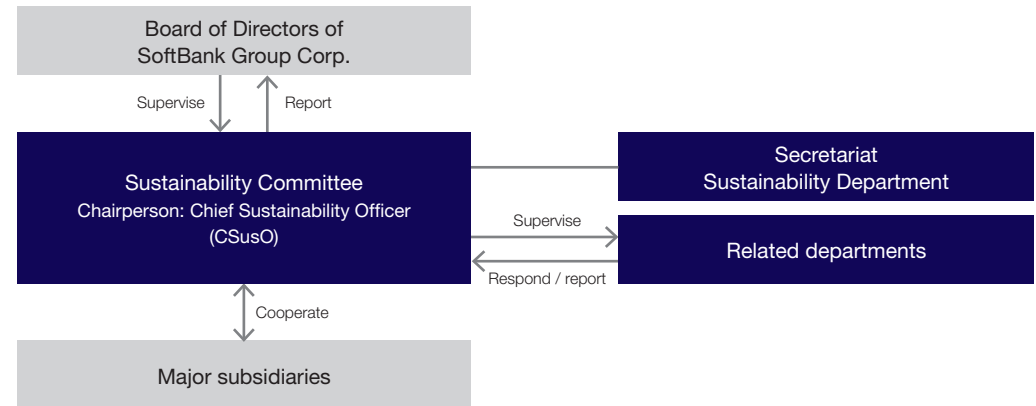 Board of Directors of
SoftBank Group Corp.
Supervise
Report
Sustainability Committee
Chairperson: Chief Sustainability Officer
(CSusO)
Secretariat
Sustainability Department
Supervise
Related departments
Respond / report
Cooperate
Major subsidiaries